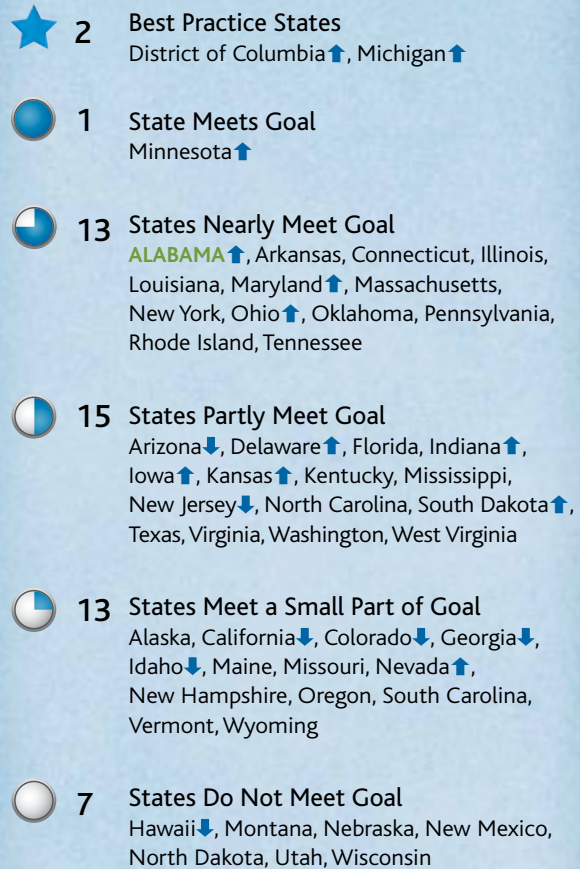 2 Best Practice States
District of Columbia⬆, Michigan⬆
1 State Meets Goal
Minnesota⬆
13 States Nearly Meet Goal
ALABAMA⬆, Arkansas, Connecticut, Illinois,
Louisiana, Maryland⬆, Massachusetts,
New York, Ohio⬆, Oklahoma, Pennsylvania,
Rhode Island, Tennessee
15 States Partly Meet Goal
Arizona⬇, Delaware⬆, Florida, Indiana⬆,
Iowa⬆, Kansas⬆, Kentucky, Mississippi,
New Jersey⬇, North Carolina, South Dakota⬆,
Texas, Virginia, Washington, West Virginia
13 States Meet a Small Part of Goal
Alaska, California⬇, Colorado⬇, Georgia⬇,
Idaho⬇, Maine, Missouri, Nevada⬆,
New Hampshire, Oregon, South Carolina,
Vermont, Wyoming
7 States Do Not Meet Goal
Hawaii⬇, Montana, Nebraska, New Mexico,
North Dakota, Utah, Wisconsin